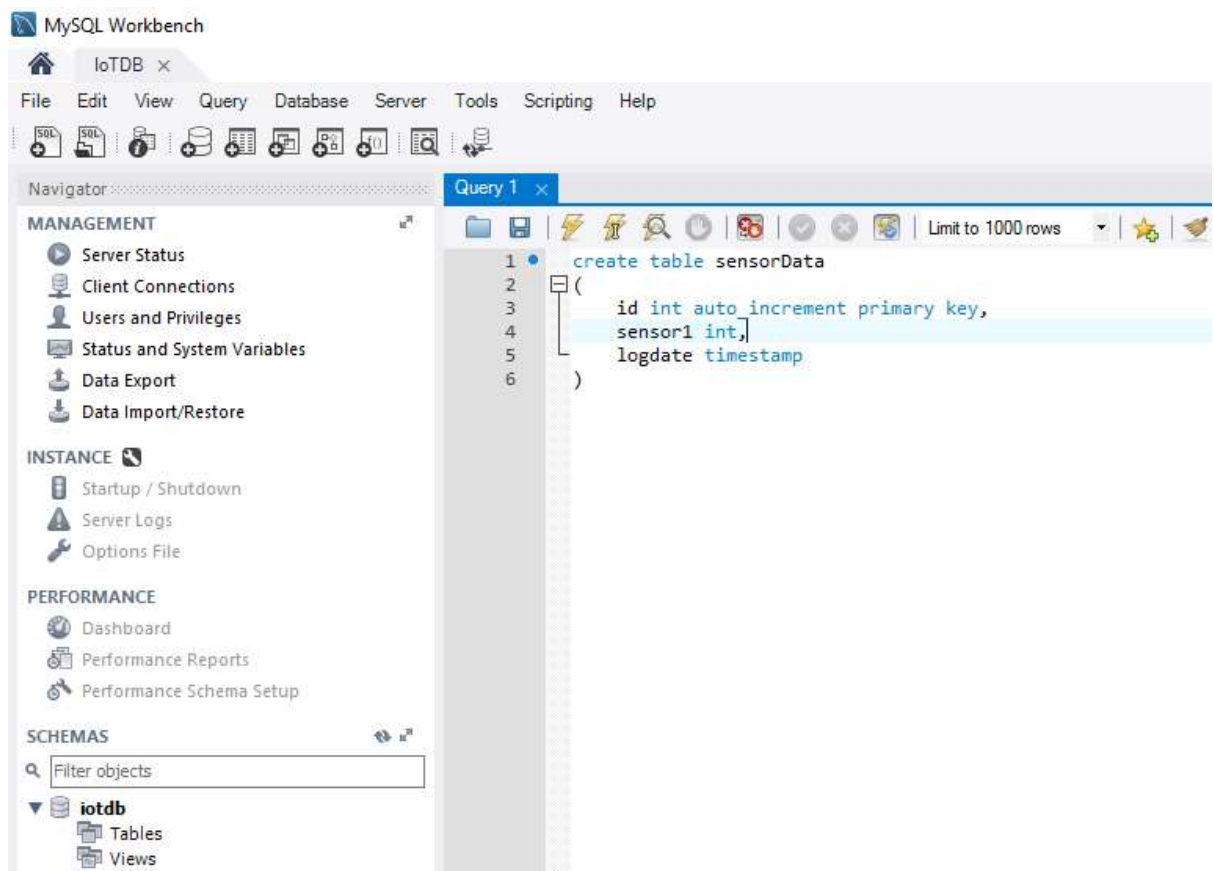 MySQL Workbench
IoTDB ×
File Edit View Query Database Server Tools Scripting Help
Navigator
Query 1 ×
MANAGEMENT
Server Status
Client Connections
Users and Privileges
Status and System Variables
Data Export
Data Import/Restore
INSTANCE
Startup / Shutdown
Server Logs
Options File
PERFORMANCE
Dashboard
Performance Reports
Performance Schema Setup
SCHEMAS
Filter objects
iotdb
Tables
Views
Limit to 1000 rows
1 create table sensorData
2 (
3 id int auto_increment primary key,
4 sensor1 int,
5 logdate timestamp
6 )